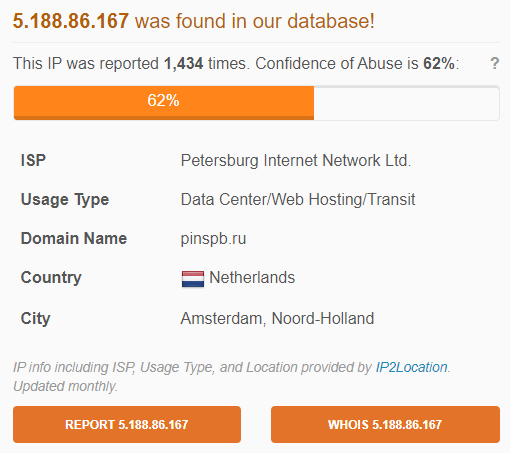 5.188.86.167 was found in our database!
This IP was reported 1,434 times. Confidence of Abuse is 62%: ?
62%
ISP Petersburg Internet Network Ltd.
Usage Type Data Center/Web Hosting/Transit
Domain Name pinspb.ru
Country Netherlands
City Amsterdam, Noord-Holland
IP info including ISP, Usage Type, and Location provided by IP2Location.
Updated monthly.
REPORT 5.188.86.167 WHOIS 5.188.86.167